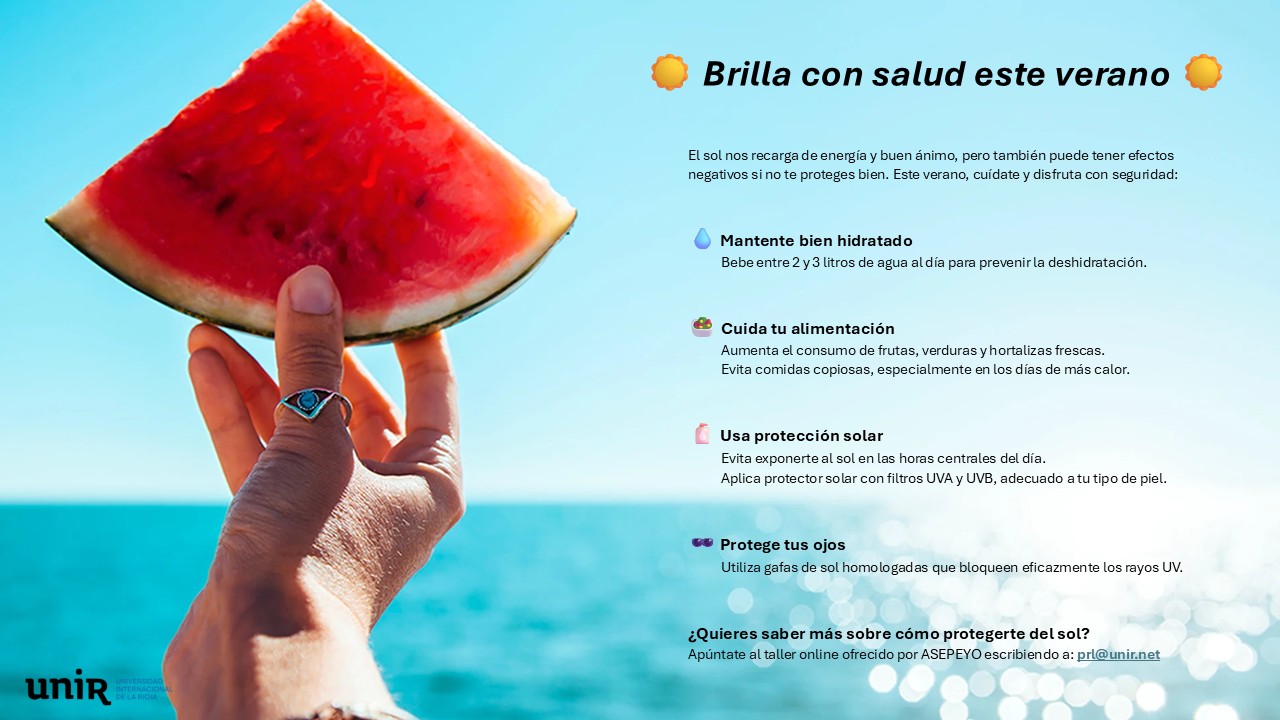 Brilla con salud este verano
El sol nos recarga de energía y buen ánimo, pero también puede tener efectos
negativos si no te proteges bien. Este verano, cuídate y disfruta con seguridad:
Mantente bien hidratado
Bebe entre 2 y 3 litros de agua al día para prevenir la deshidratación.
Cuida tu alimentación
Aumenta el consumo de frutas, verduras y hortalizas frescas.
Evita comidas copiosas, especialmente en los días de más calor.
Usa protección solar
Evita exponerte al sol en las horas centrales del día.
Aplica protector solar con filtros UVA y UVB, adecuado a tu tipo de piel.
Protege tus ojos
Utiliza gafas de sol homologadas que bloqueen eficazmente los rayos UV.
¿Quieres saber más sobre cómo protegerte del sol?
Apúntate al taller online ofrecido por ASEPEYO escribiendo a: prl@unir.net
unir
UNIVERSIDAD
INTERNACIONAL
DE LA RIOJA